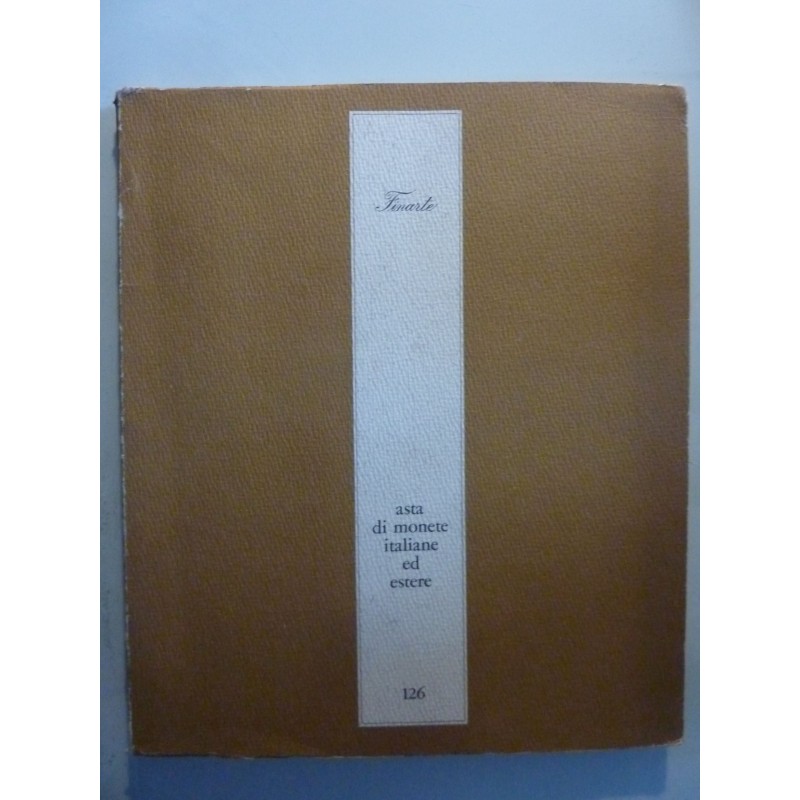 Finarte
asta
di monete
italiane
ed
estere
126